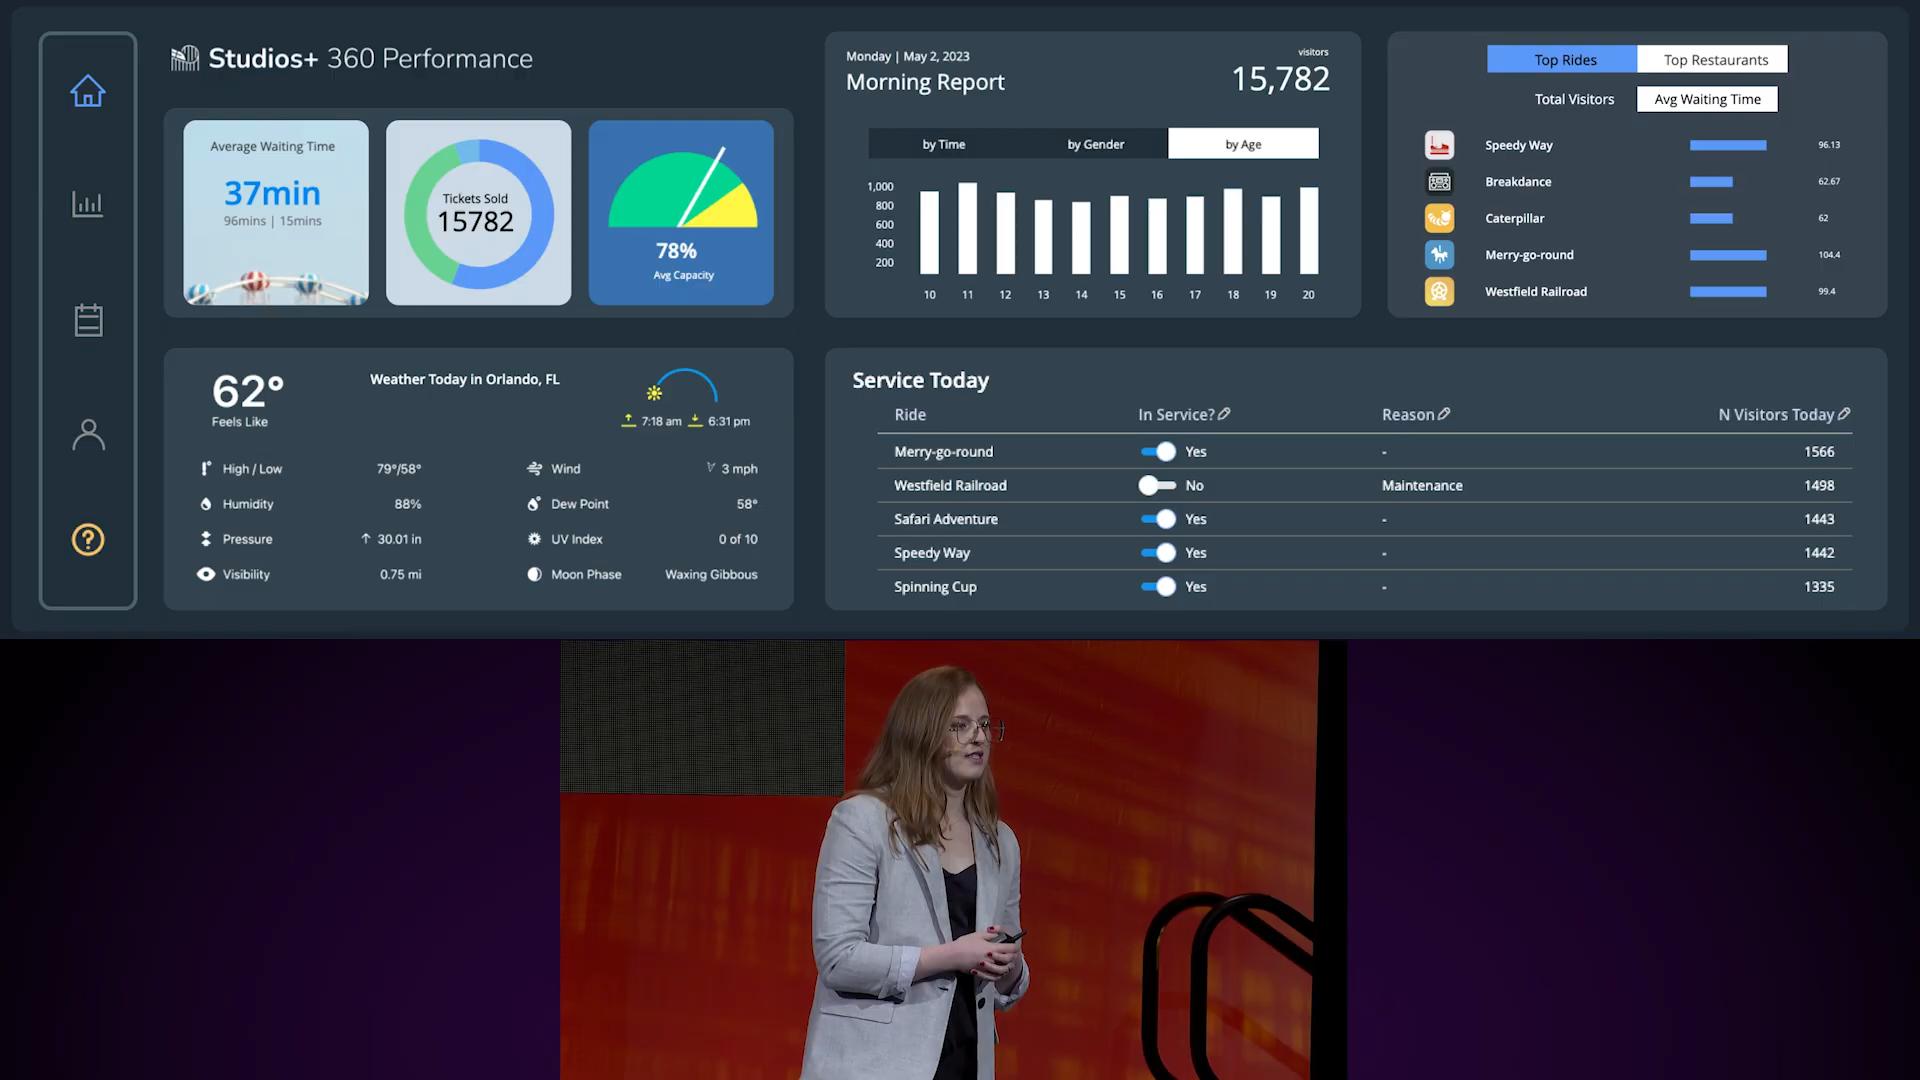 Studios+ 360 Performance
Average Waiting Time
37min
96mins | 15mins
Tickets Sold
15782
78%
Avg Capacity
Monday | May 2, 2023
Morning Report
visitors
15,782
by Time by Gender by Age
1,000
800
600
400
200
10 11 12 13 14 15 16 17 18 19 20
Top Rides Top Restaurants
Total Visitors Avg Waiting Time
Speedy Way 96.13
Breakdance 62.67
Caterpillar 62
Merry-go-round 104.4
Westfield Railroad 99.4
62°
Feels Like
Weather Today in Orlando, FL
7:18 am 6:31 pm
High / Low 79°/58° Wind 3 mph
Humidity 88% Dew Point 58°
Pressure ↑ 30.01 in UV Index 0 of 10
Visibility 0.75 mi Moon Phase Waxing Gibbous
Service Today
Ride In Service? Reason N Visitors Today
Merry-go-round Yes - 1566
Westfield Railroad No Maintenance 1498
Safari Adventure Yes - 1443
Speedy Way Yes - 1442
Spinning Cup Yes - 1335